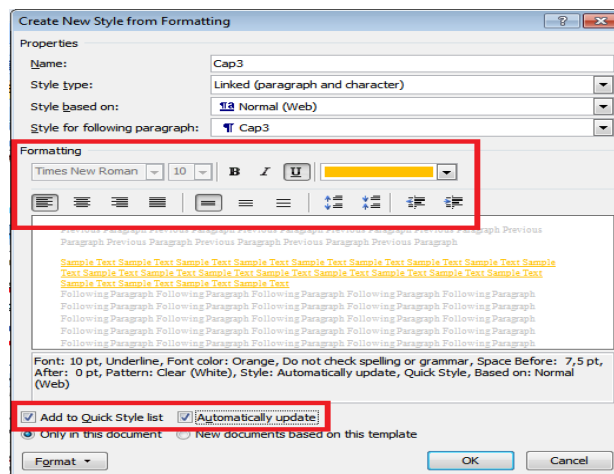 Create New Style from Formatting
Properties
Name: Cap3
Style type: Linked (paragraph and character)
Style based on: ¶a Normal (Web)
Style for following paragraph: ¶ Cap3
Formatting
Times New Roman 10 B I U
Previous Paragraph Previous Paragraph Previous Paragraph Previous Paragraph Previous Paragraph Previous
Paragraph Previous Paragraph Previous Paragraph Previous Paragraph Previous Paragraph
Sample Text Sample Text Sample Text Sample Text Sample Text Sample Text Sample Text Sample Text Sample
Text Sample Text Sample Text Sample Text Sample Text Sample Text Sample Text Sample Text Sample Text
Sample Text Sample Text Sample Text Sample Text
Following Paragraph Following Paragraph Following Paragraph Following Paragraph Following Paragraph
Following Paragraph Following Paragraph Following Paragraph Following Paragraph Following Paragraph
Following Paragraph Following Paragraph Following Paragraph Following Paragraph Following Paragraph
Following Paragraph Following Paragraph Following Paragraph Following Paragraph Following Paragraph
Following Paragraph Following Paragraph Following Paragraph Following Paragraph Following Paragraph
Font: 10 pt, Underline, Font color: Orange, Do not check spelling or grammar, Space Before: 7,5 pt,
After: 0 pt, Pattern: Clear (White), Style: Automatically update, Quick Style, Based on: Normal
(Web)
Add to Quick Style list Automatically update
Only in this document New documents based on this template
Format OK Cancel